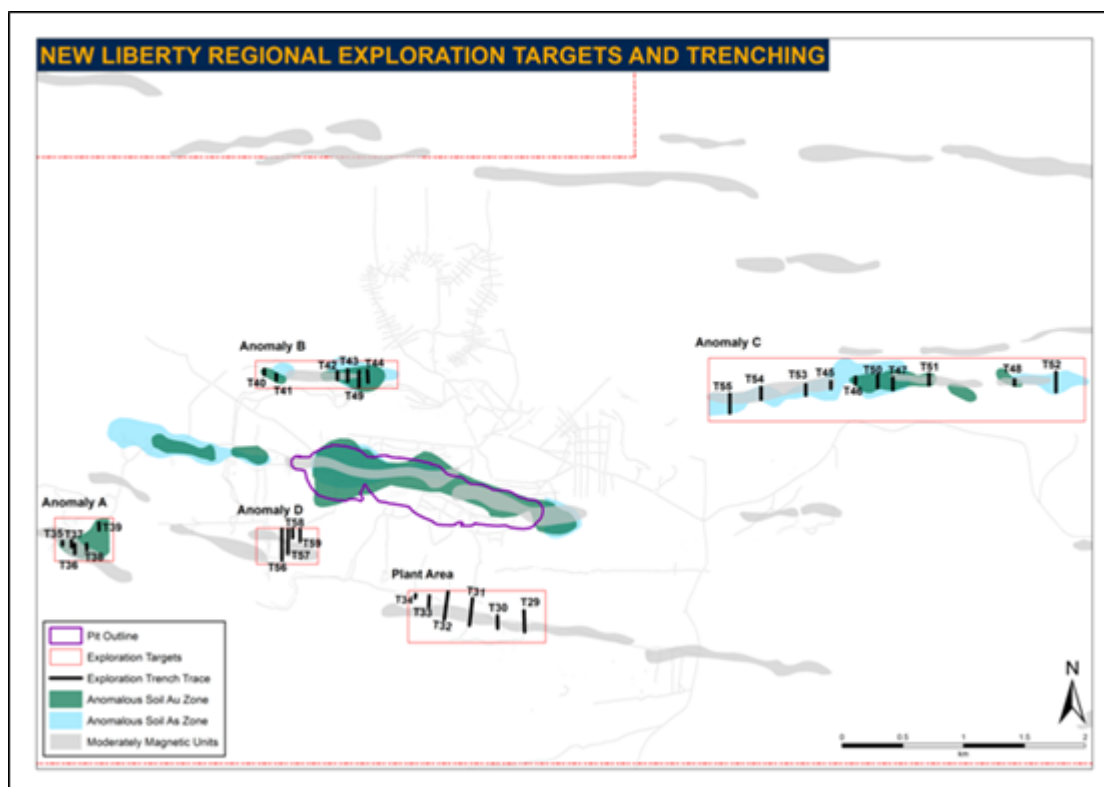 NEW LIBERTY REGIONAL EXPLORATION TARGETS AND TRENCHING
Anomaly B
T43
T42
T44
T40
T41
T49
Anomaly C
T52
T51
T48
T50
T47
T45
T46
T53
T54
T55
Anomaly A
T39
T35
T37
T38
T36
Anomaly D
T58
T59
T57
T56
Plant Area
T34
T33
T32
T31
T30
T29
Pit Outline
Exploration Targets
Exploration Trench Trace
Anomalous Soil Au Zone
Anomalous Soil As Zone
Moderately Magnetic Units
N
0 0.5 1 1.5 2
km